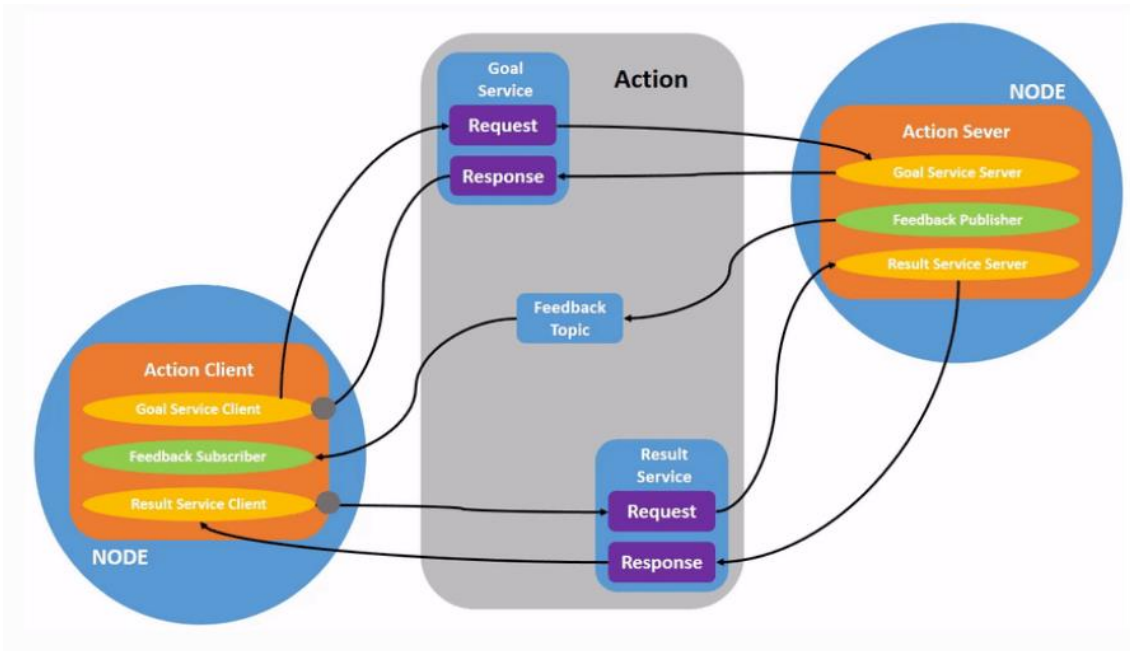 Goal
Service
Request
Response
Action
NODE
Action Sever
Goal Service Server
Feedback Publisher
Result Service Server
Feedback
Topic
Action Client
Goal Service Client
Feedback Subscriber
Result Service Client
NODE
Result
Service
Request
Response